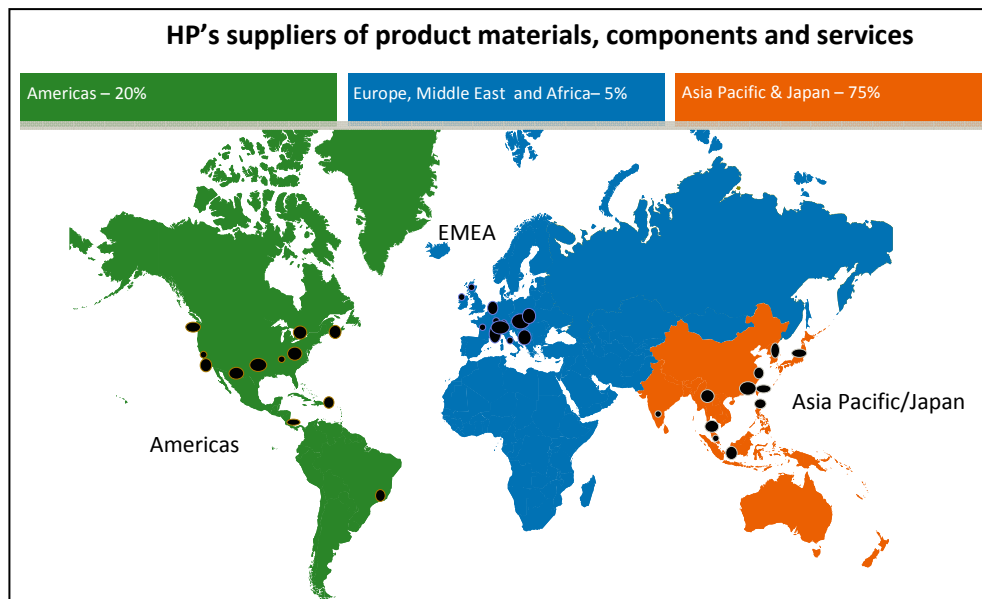 HP’s suppliers of product materials, components and services
Americas – 20%
Europe, Middle East and Africa– 5%
Asia Pacific & Japan – 75%
EMEA
Asia Pacific/Japan
Americas